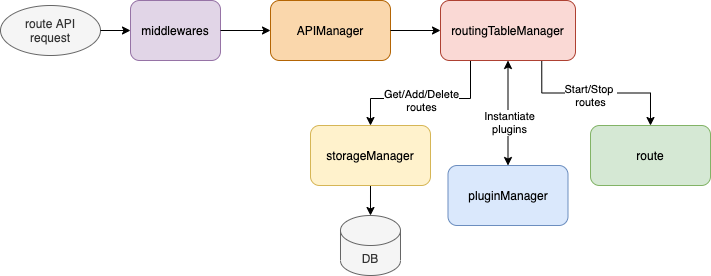 route API
request
middlewares
APIManager
routingTableManager
Get/Add/Delete
routes
Instantiate
plugins
Start/Stop
routes
storageManager
pluginManager
route
DB